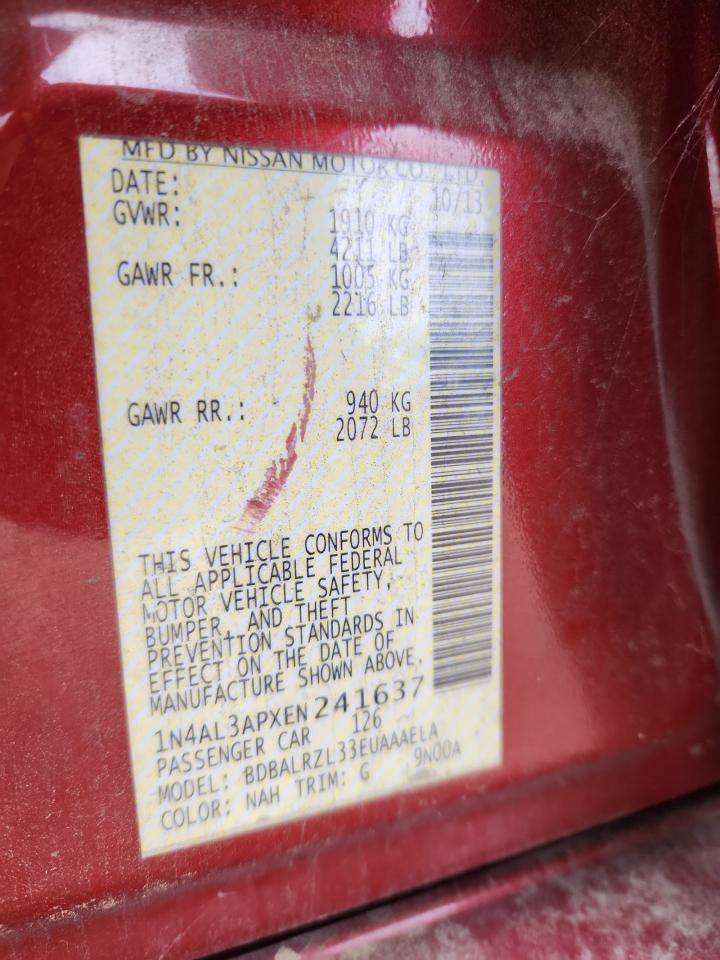 MFD BY NISSAN MOTOR CO., LTD.
DATE: 10/13
GVWR: 1910 KG
4211 LB
GAWR FR.: 1005 KG
2216 LB
GAWR RR.: 940 KG
2072 LB
THIS VEHICLE CONFORMS TO
ALL APPLICABLE FEDERAL
MOTOR VEHICLE SAFETY,
BUMPER, AND THEFT
PREVENTION STANDARDS IN
EFFECT ON THE DATE OF
MANUFACTURE SHOWN ABOVE.
1N4AL3APXEN241637
PASSENGER CAR 126
MODEL: BDBALRZL33EUAAAELA
COLOR: NAH TRIM: G 9N00A